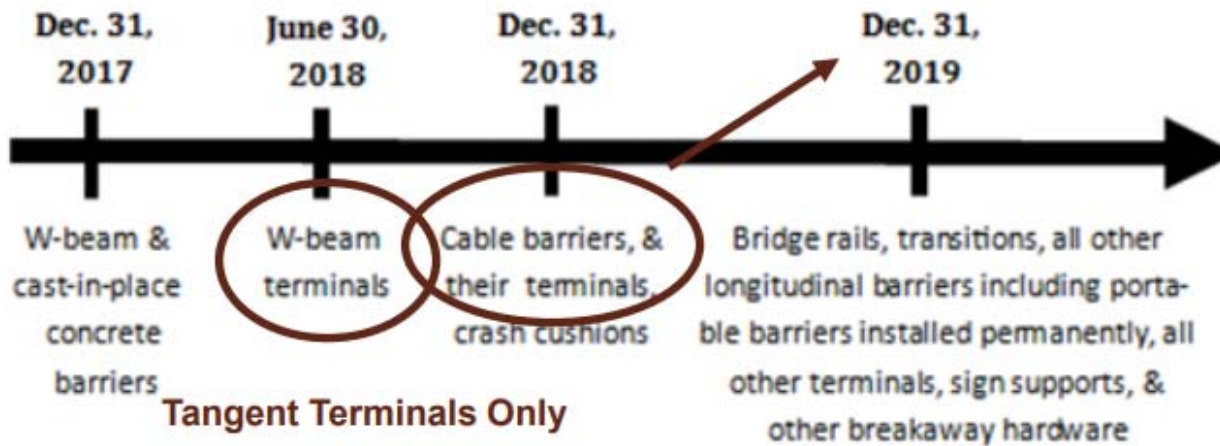 Dec. 31,
2017
June 30,
2018
Dec. 31,
2018
Dec. 31,
2019
W-beam &
cast-in-place
concrete
barriers
W-beam
terminals
Cable barriers, &
their terminals,
crash cushions
Bridge rails, transitions, all other
longitudinal barriers including porta-
ble barriers installed permanently, all
other terminals, sign supports, &
other breakaway hardware
Tangent Terminals Only